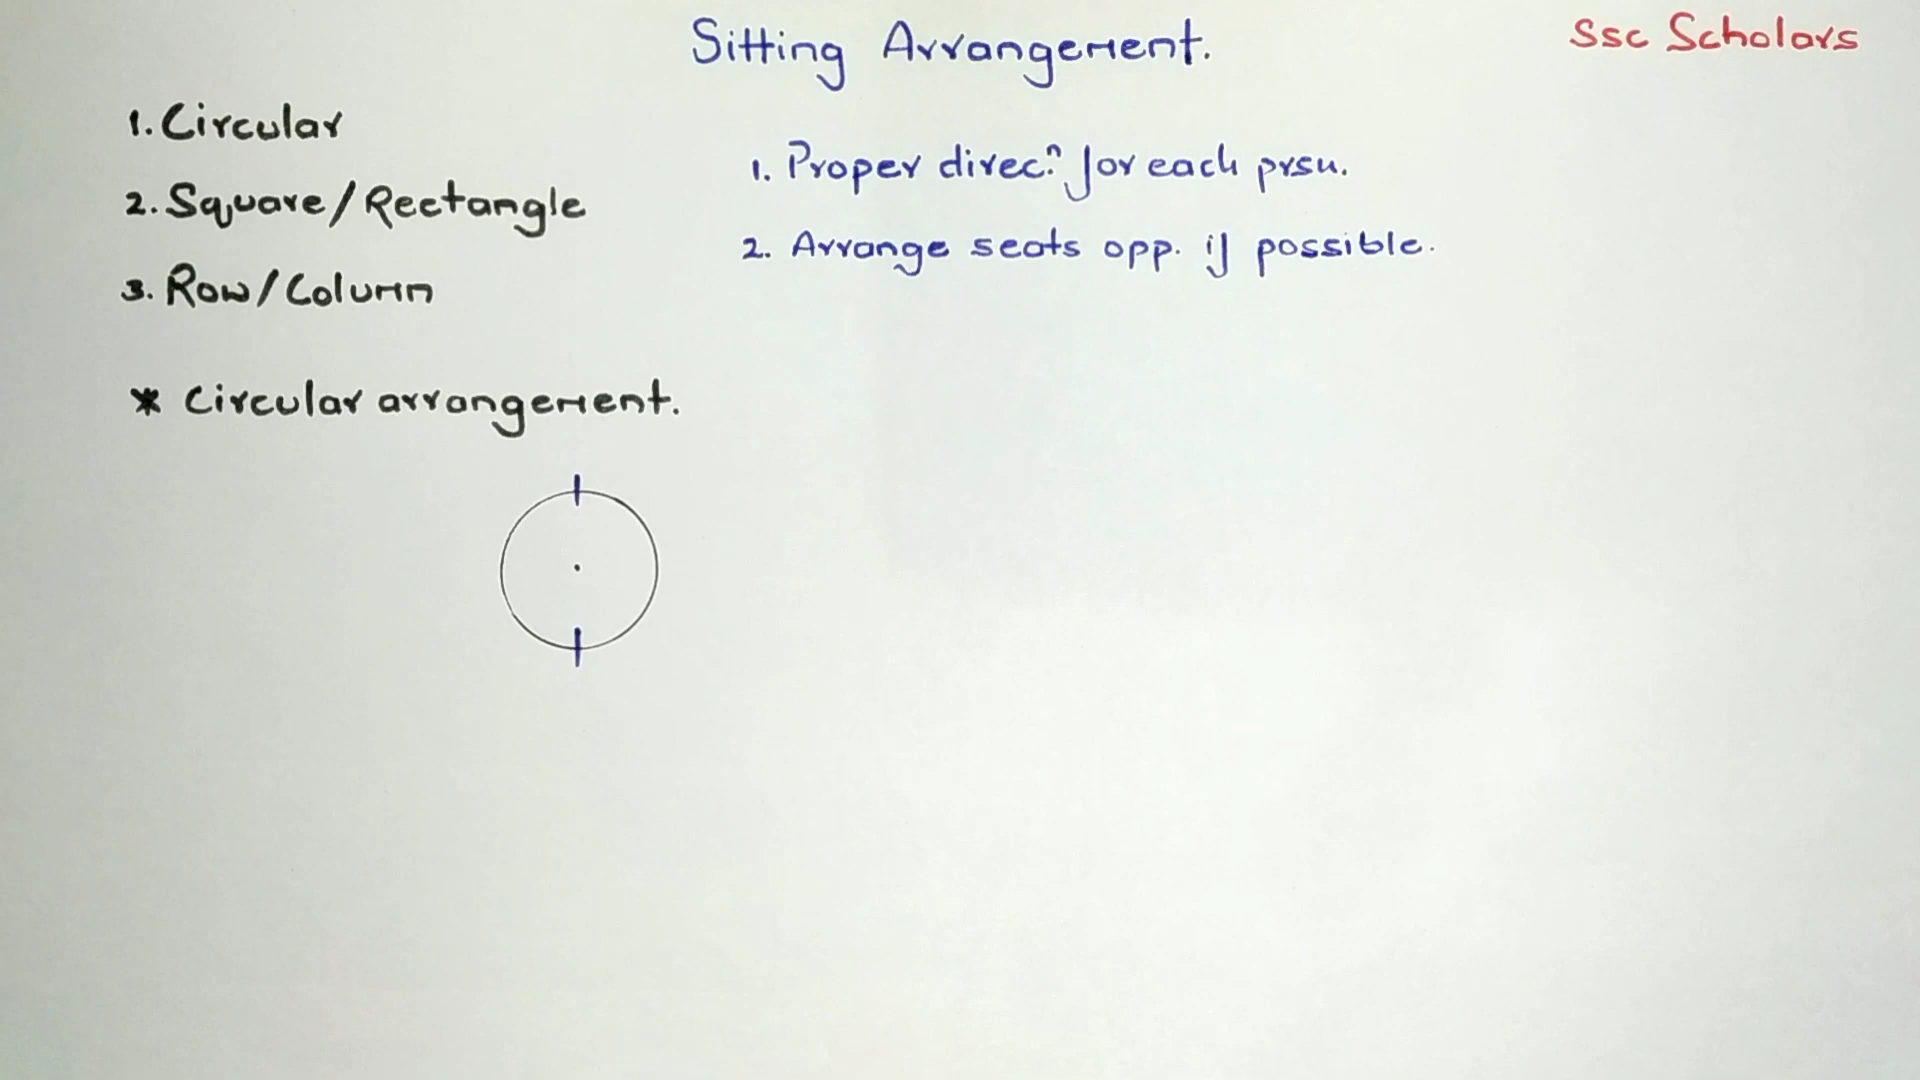 Sitting Arrangement.
Ssc Scholars
1. Circular
2. Square/Rectangle
3. Row/Column
1. Proper direcⁿ. for each prsn.
2. Arrange seats opp. if possible.
* Circular arrangement.